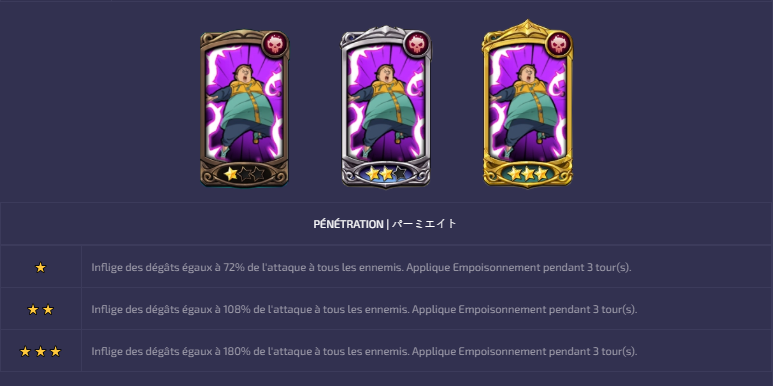 PÉNÉTRATION | パーミエイト
Inflige des dégâts égaux à 72% de l'attaque à tous les ennemis. Applique Empoisonnement pendant 3 tour(s).
Inflige des dégâts égaux à 108% de l'attaque à tous les ennemis. Applique Empoisonnement pendant 3 tour(s).
Inflige des dégâts égaux à 180% de l'attaque à tous les ennemis. Applique Empoisonnement pendant 3 tour(s).